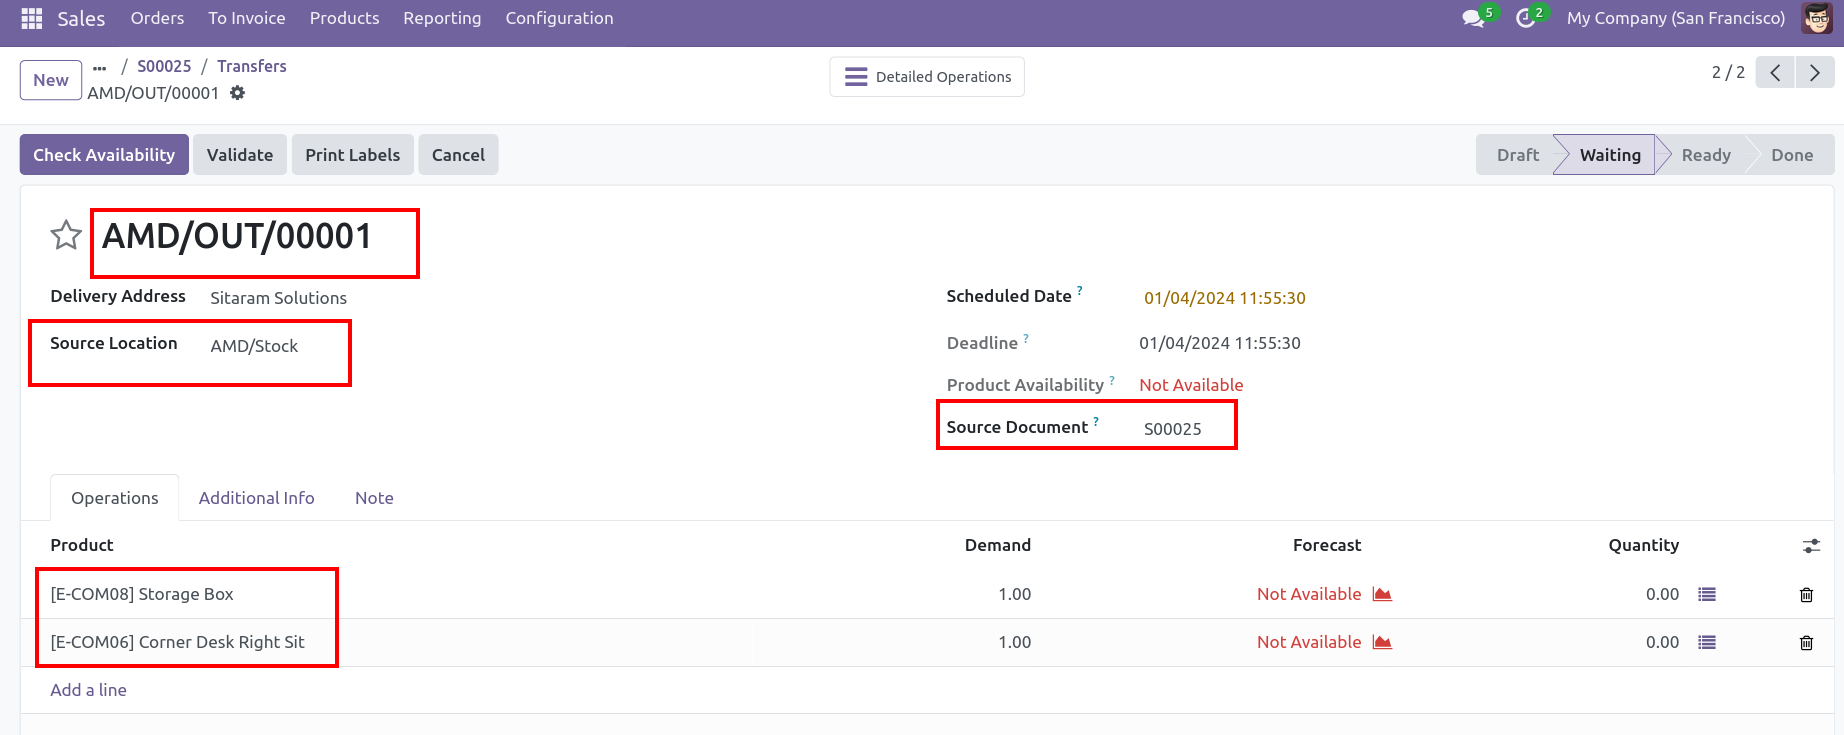 Sales Orders To Invoice Products Reporting Configuration 5 2 My Company (San Francisco)
New ... / S00025 / Transfers
AMD/OUT/00001
Detailed Operations
2 / 2
Check Availability Validate Print Labels Cancel Draft Waiting Ready Done
AMD/OUT/00001
Delivery Address Sitaram Solutions
Scheduled Date ? 01/04/2024 11:55:30
Source Location AMD/Stock
Deadline ? 01/04/2024 11:55:30
Product Availability ? Not Available
Source Document ? S00025
Operations Additional Info Note
Product Demand Forecast Quantity
[E-COM08] Storage Box 1.00 Not Available 0.00
[E-COM06] Corner Desk Right Sit 1.00 Not Available 0.00
Add a line